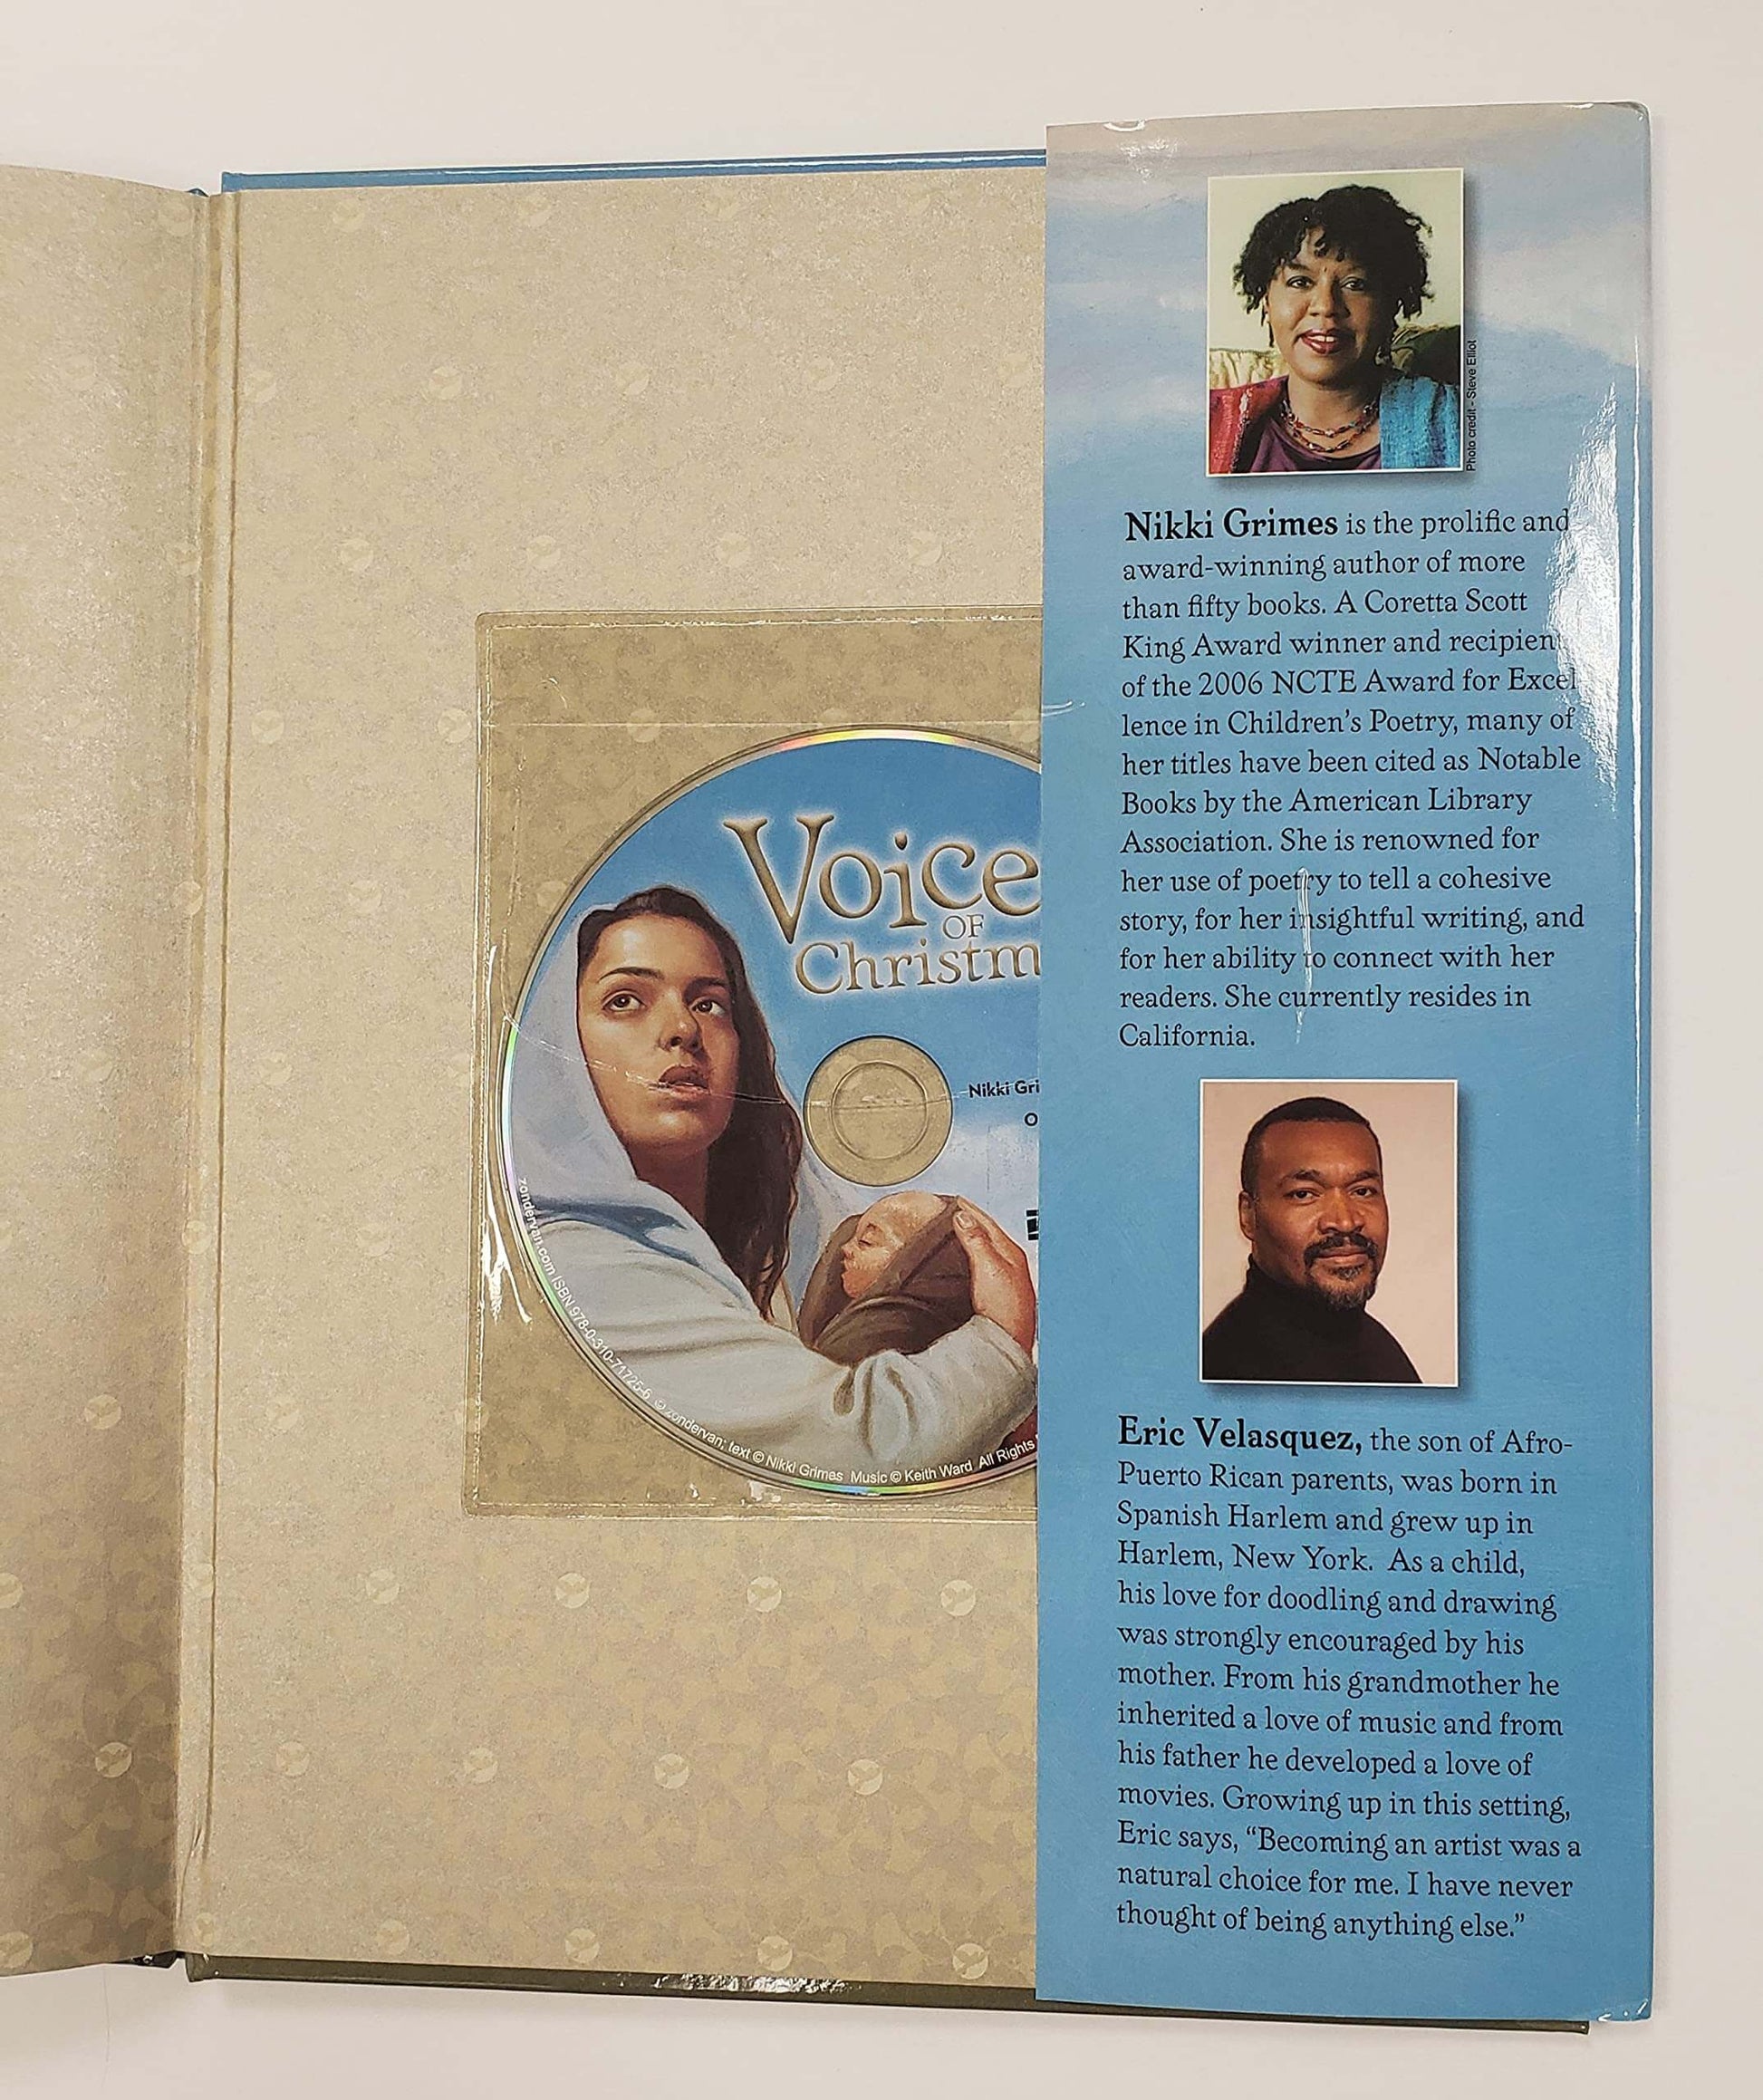 Voice
OF
Christm
Nikki Gri
zondervan.com ISBN 978-0-310-71725-6 © zondervan; text © Nikki Grimes Music © Keith Ward All Rights
Photo credit - Steve Elliot
Nikki Grimes is the prolific and
award-winning author of more
than fifty books. A Coretta Scott
King Award winner and recipient
of the 2006 NCTE Award for Excel
lence in Children's Poetry, many of
her titles have been cited as Notable
Books by the American Library
Association. She is renowned for
her use of poetry to tell a cohesive
story, for her insightful writing, and
for her ability to connect with her
readers. She currently resides in
California.
Eric Velasquez, the son of Afro-
Puerto Rican parents, was born in
Spanish Harlem and grew up in
Harlem, New York. As a child,
his love for doodling and drawing
was strongly encouraged by his
mother. From his grandmother he
inherited a love of music and from
his father he developed a love of
movies. Growing up in this setting,
Eric says, “Becoming an artist was a
natural choice for me. I have never
thought of being anything else.”